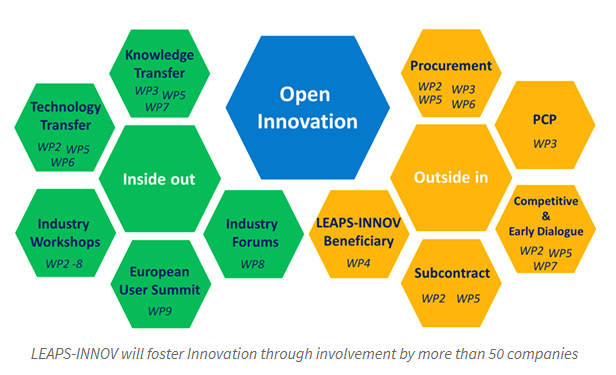 Open
Innovation
Inside out
Knowledge
Transfer
WP3 WP5
WP7
Technology
Transfer
WP2 WP5
WP6
Industry
Workshops
WP2 -8
European
User Summit
WP9
Industry
Forums
WP8
Outside in
Procurement
WP2 WP3
WP5 WP6
PCP
WP3
Competitive
&
Early Dialogue
WP2 WP5
WP7
Subcontract
WP2 WP5
LEAPS-INNOV
Beneficiary
WP4
LEAPS-INNOV will foster Innovation through involvement by more than 50 companies